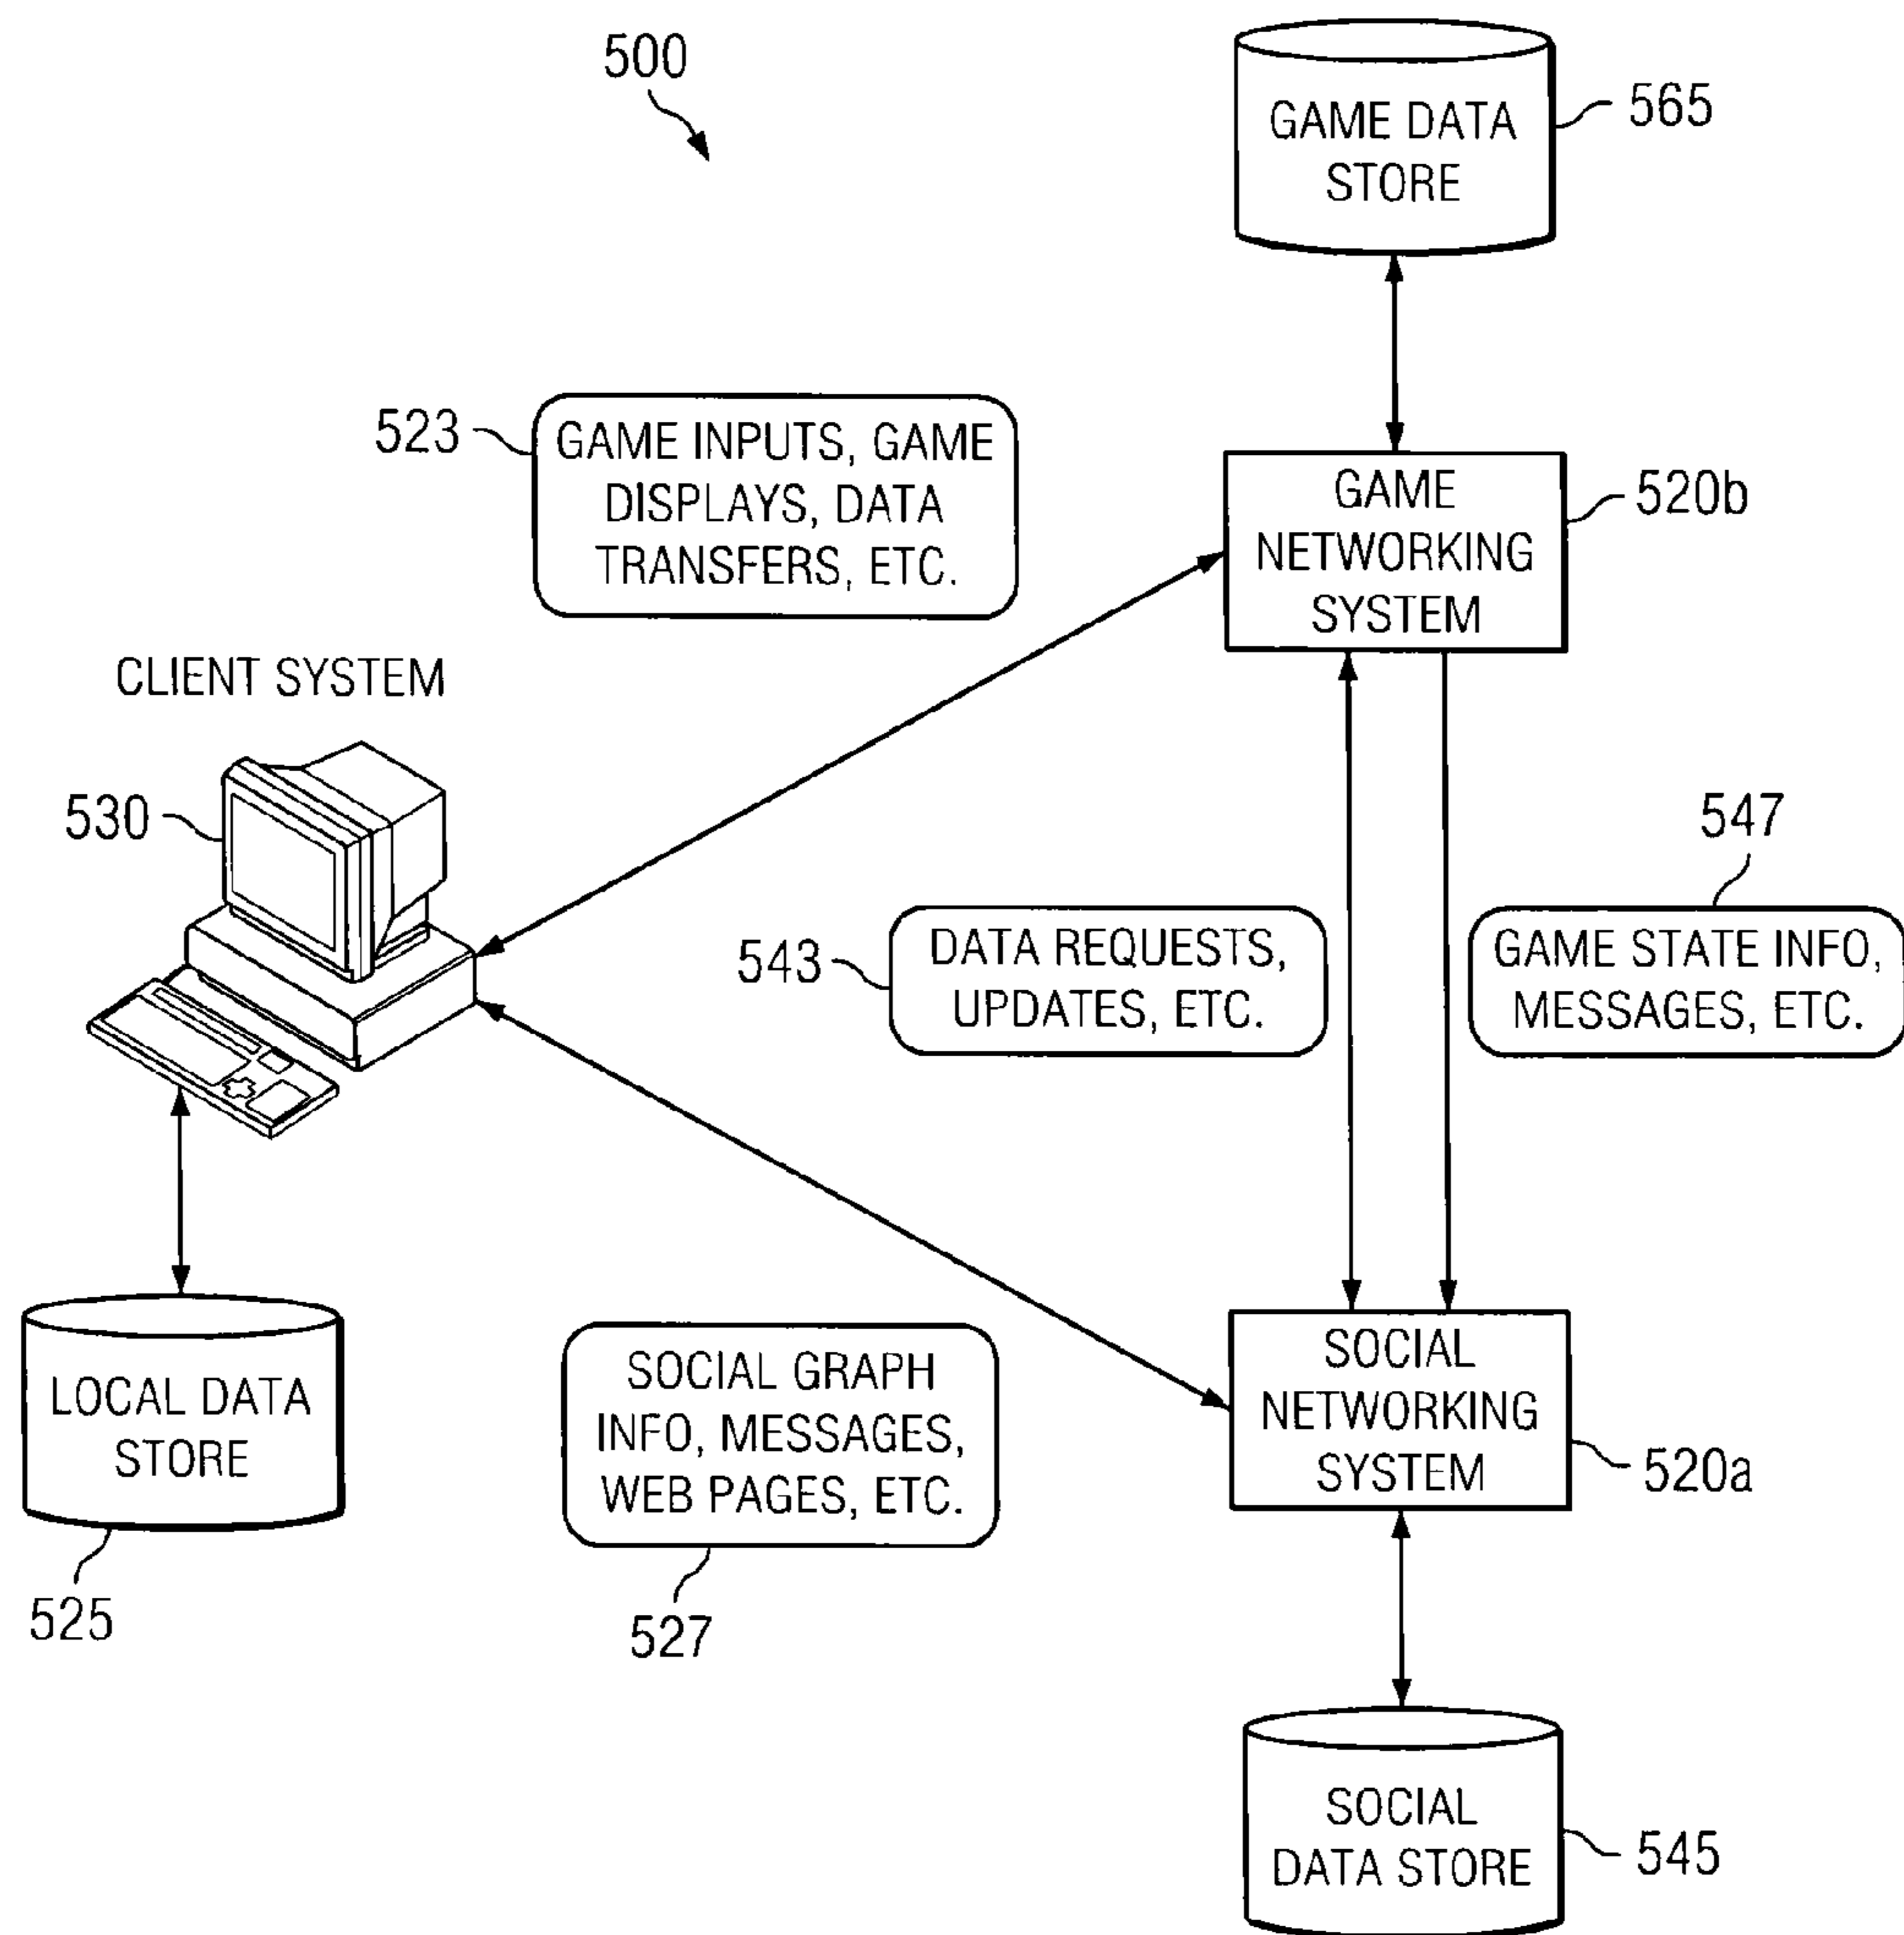 500
GAME DATA
STORE
565
523
GAME INPUTS, GAME
DISPLAYS, DATA
TRANSFERS, ETC.
GAME
NETWORKING
SYSTEM
520b
CLIENT SYSTEM
530
547
543
DATA REQUESTS,
UPDATES, ETC.
GAME STATE INFO,
MESSAGES, ETC.
LOCAL DATA
STORE
525
SOCIAL GRAPH
INFO, MESSAGES,
WEB PAGES, ETC.
527
SOCIAL
NETWORKING
SYSTEM
520a
SOCIAL
DATA STORE
545